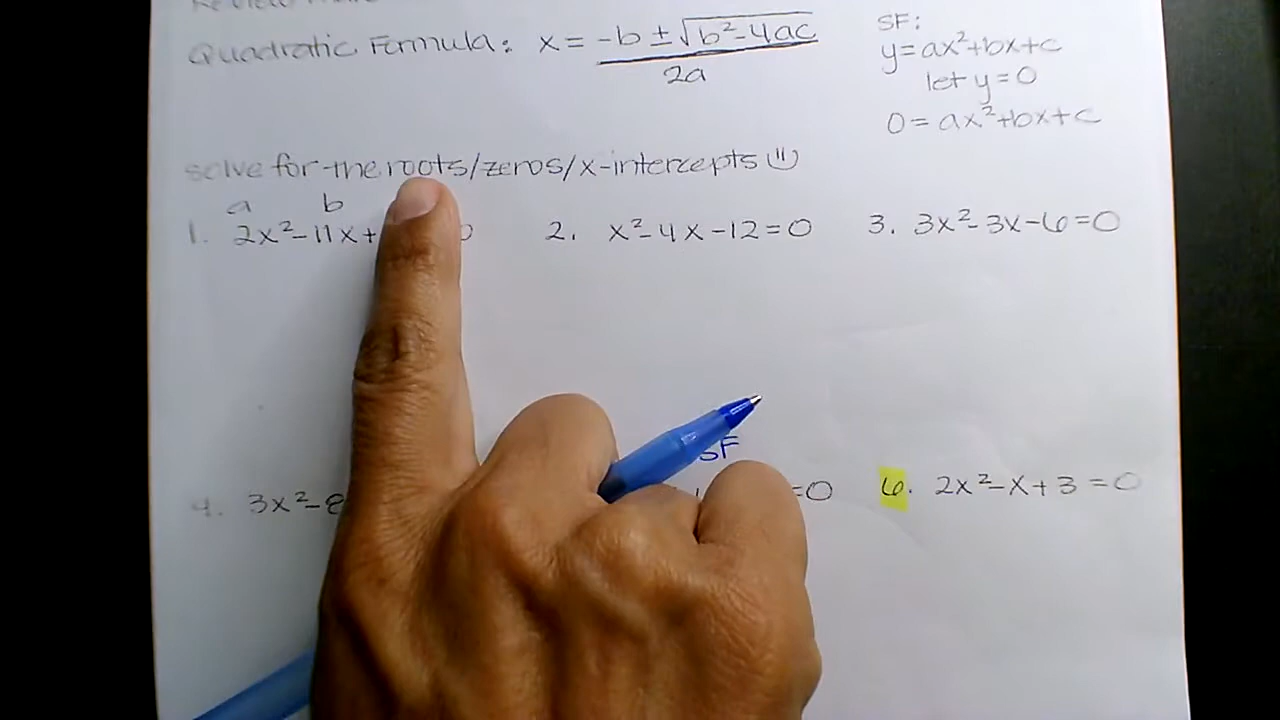 Review
Quadratic Formula: x = -b ± √b²-4ac
2a
SF:
y=ax²+bx+c
let y=0
0=ax²+bx+c
solve for the roots/zeros/x-intercepts
a b
1. 2x²-11x+
2. x²-4x-12=0
3. 3x²-3x-6=0
SF
4. 3x²-8
=0
6. 2x²-x+3=0